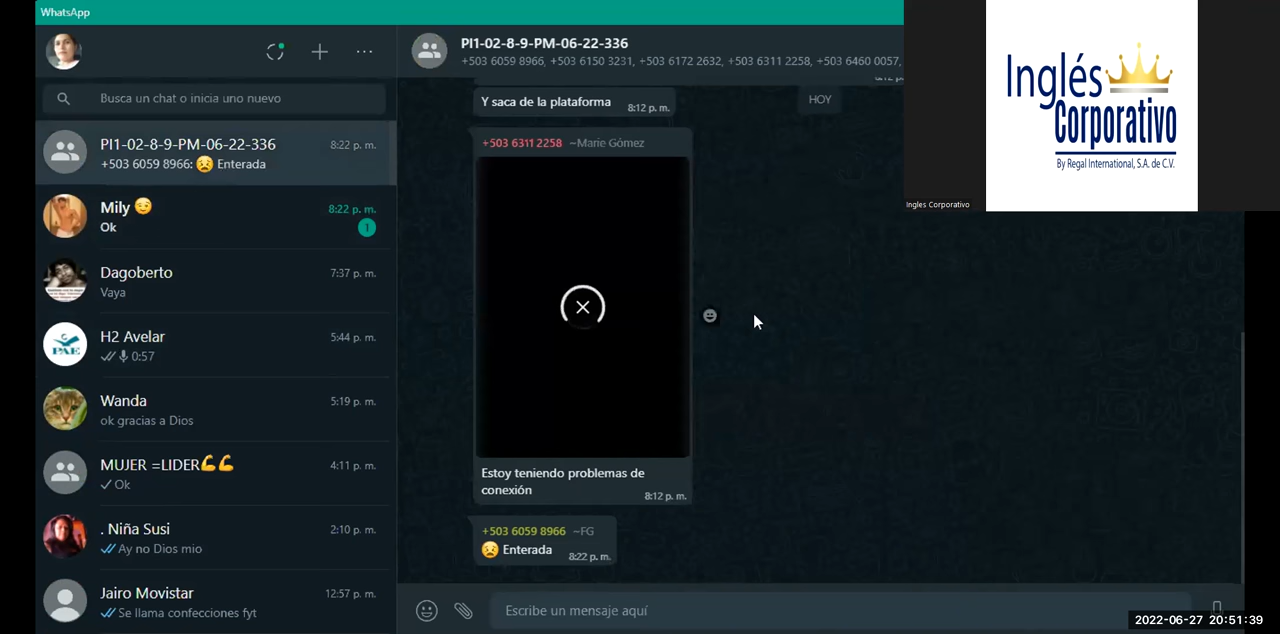 WhatsApp
Busca un chat o inicia uno nuevo
PI1-02-8-9-PM-06-22-336
8:22 p. m.
+503 6059 8966: 😣 Enterada
Mily 😏
8:22 p. m.
Ok
1
Dagoberto
7:37 p. m.
Vaya
H2 Avelar
5:44 p. m.
0:57
PAE
Wanda
5:19 p. m.
ok gracias a Dios
MUJER =LIDER💪💪
4:11 p. m.
Ok
. Niña Susi
2:10 p. m.
Ay no Dios mio
Jairo Movistar
12:57 p. m.
Se llama confecciones fyt
PI1-02-8-9-PM-06-22-336
+503 6059 8966, +503 6150 3231, +503 6172 2632, +503 6311 2258, +503 6460 0057,
HOY
Y saca de la plataforma
8:12 p. m.
+503 6311 2258 ~Marie Gómez
Estoy teniendo problemas de
conexión
8:12 p. m.
+503 6059 8966 ~FG
😣 Enterada
8:22 p. m.
Escribe un mensaje aquí
Inglés
Corporativo
By Regal International, S.A. de C.V.
Ingles Corporativo
2022-06-27 20:51:39